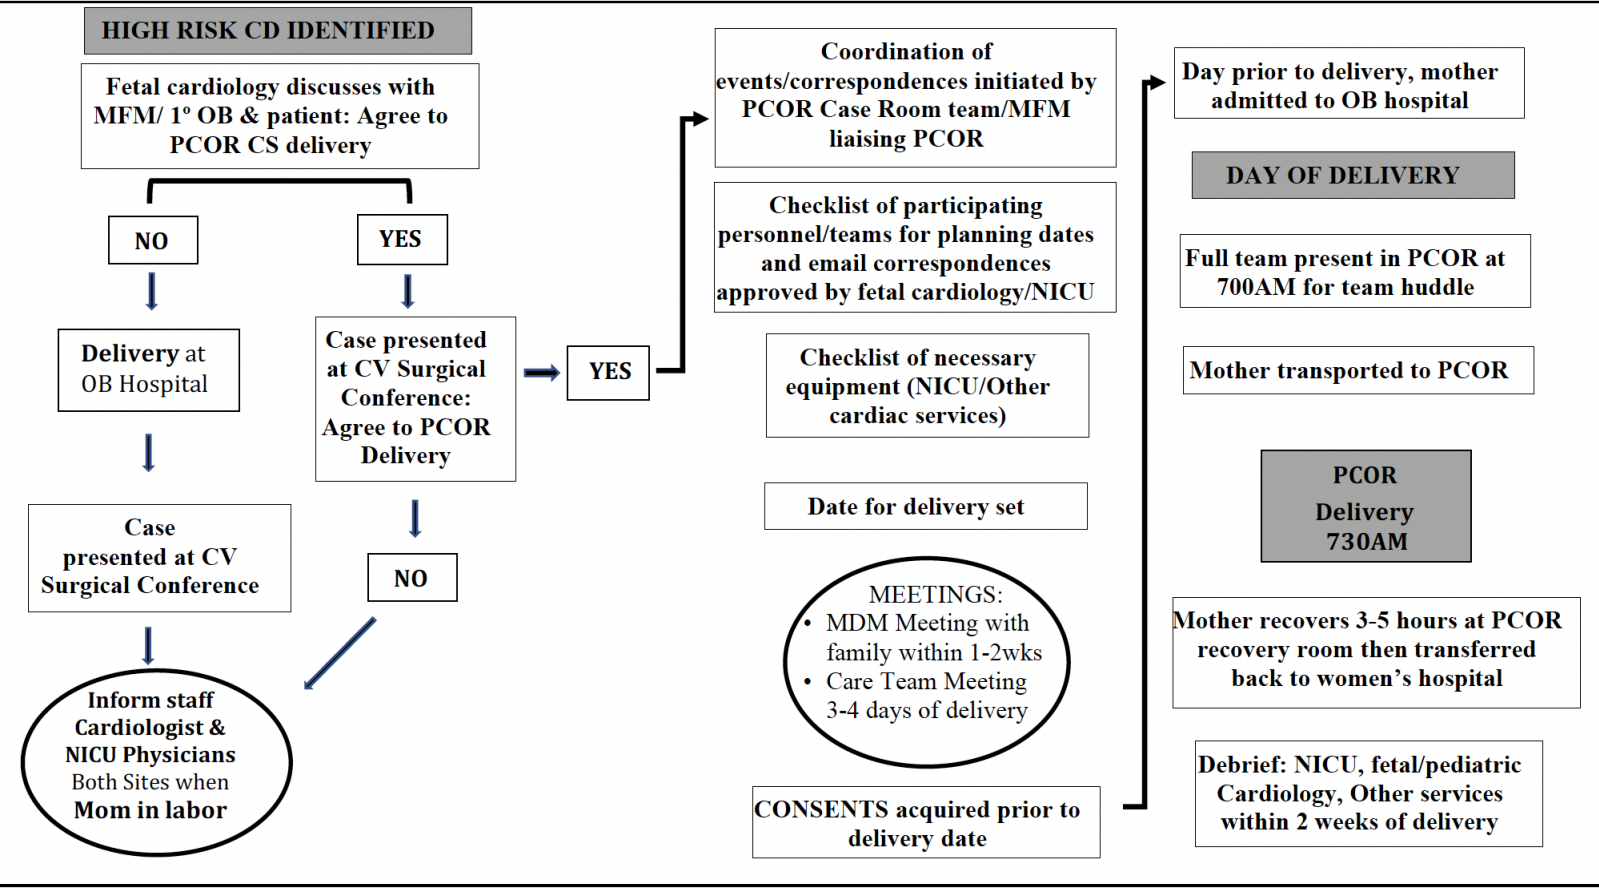 HIGH RISK CD IDENTIFIED
Fetal cardiology discusses with
MFM/ 1º OB & patient: Agree to
PCOR CS delivery
NO
YES
Delivery at
OB Hospital
Case presented
at CV Surgical
Conference:
Agree to PCOR
Delivery
YES
Case
presented at CV
Surgical Conference
NO
Inform staff
Cardiologist &
NICU Physicians
Both Sites when
Mom in labor
Coordination of
events/correspondences initiated by
PCOR Case Room team/MFM
liaising PCOR
Checklist of participating
personnel/teams for planning dates
and email correspondences
approved by fetal cardiology/NICU
Checklist of necessary
equipment (NICU/Other
cardiac services)
Date for delivery set
MEETINGS:
• MDM Meeting with
family within 1-2wks
• Care Team Meeting
3-4 days of delivery
CONSENTS acquired prior to
delivery date
Day prior to delivery, mother
admitted to OB hospital
DAY OF DELIVERY
Full team present in PCOR at
700AM for team huddle
Mother transported to PCOR
PCOR
Delivery
730AM
Mother recovers 3-5 hours at PCOR
recovery room then transferred
back to women’s hospital
Debrief: NICU, fetal/pediatric
Cardiology, Other services
within 2 weeks of delivery